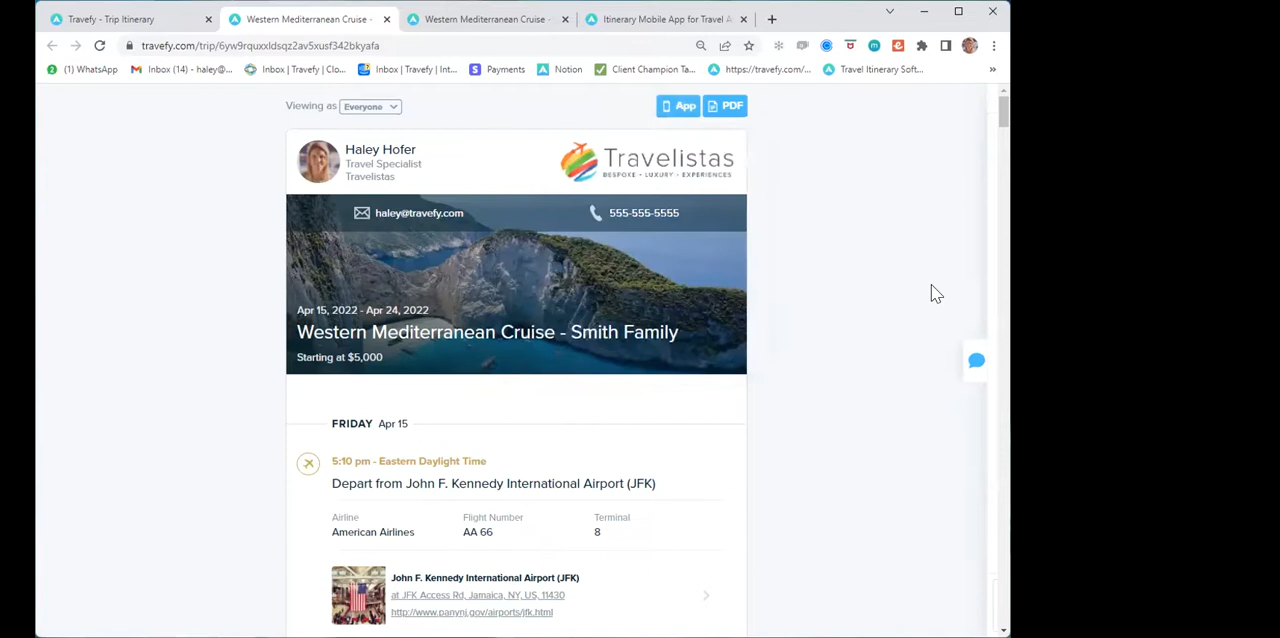 Travefy - Trip Itinerary
Western Mediterranean Cruise -
Western Mediterranean Cruise -
Itinerary Mobile App for Travel A
travefy.com/trip/6yw9rquxxldsqz2av5xusf342bkyafa
(1) WhatsApp
Inbox (14) - haley@...
Inbox | Travefy | Clo...
Inbox | Travefy | Int...
Payments
Notion
Client Champion Ta...
https://travefy.com/...
Travel Itinerary Soft...
Viewing as Everyone
App
PDF
Haley Hofer
Travel Specialist
Travelistas
Travelistas
BESPOKE • LUXURY • EXPERIENCES
haley@travefy.com
555-555-5555
Apr 15, 2022 - Apr 24, 2022
Western Mediterranean Cruise - Smith Family
Starting at $5,000
FRIDAY Apr 15
5:10 pm - Eastern Daylight Time
Depart from John F. Kennedy International Airport (JFK)
Airline Flight Number Terminal
American Airlines AA 66 8
John F. Kennedy International Airport (JFK)
at JFK Access Rd, Jamaica, NY, US, 11430
http://www.panynj.gov/airports/jfk.html